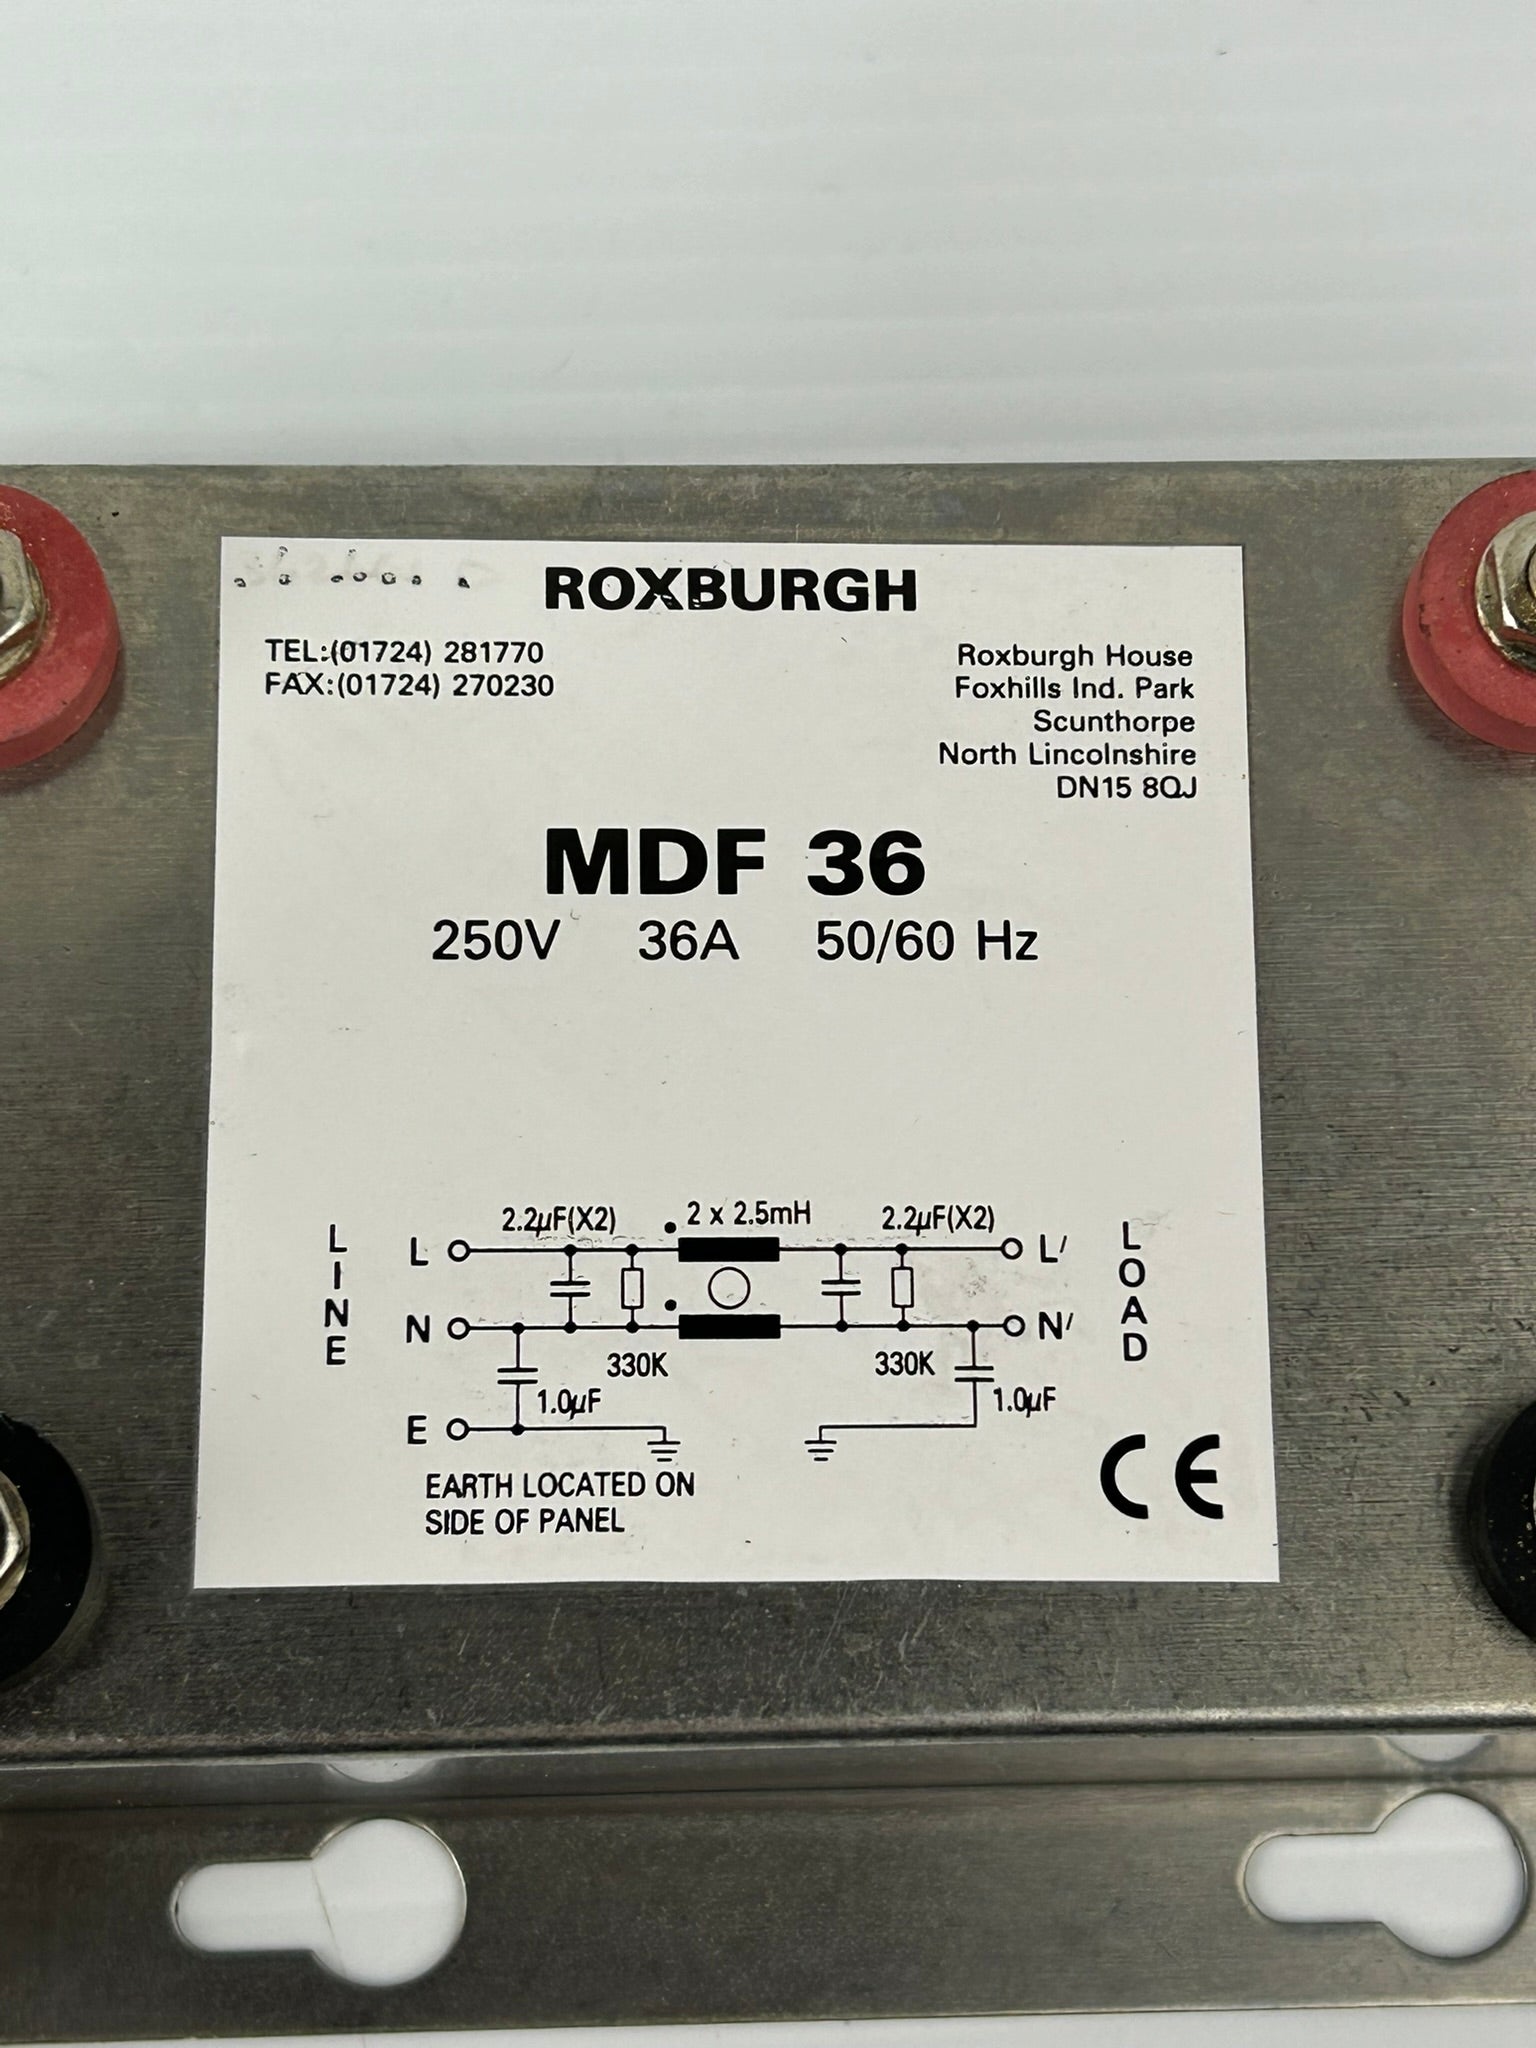 ROXBURGH
TEL:(01724) 281770
FAX:(01724) 270230
Roxburgh House
Foxhills Ind. Park
Scunthorpe
North Lincolnshire
DN15 8QJ
MDF 36
250V 36A 50/60 Hz
2.2µF(X2) 2 x 2.5mH 2.2µF(X2)
LINE
L L′
LOAD
N N′
330K 330K
1.0µF 1.0µF
E
EARTH LOCATED ON
SIDE OF PANEL
CE